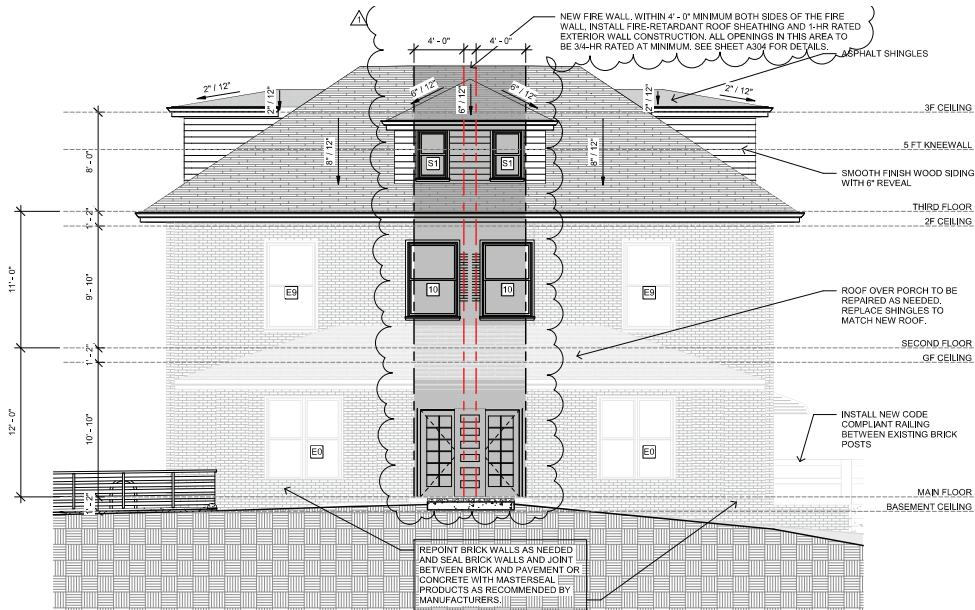 1
NEW FIRE WALL. WITHIN 4' - 0" MINIMUM BOTH SIDES OF THE FIRE
WALL, INSTALL FIRE-RETARDANT ROOF SHEATHING AND 1-HR RATED
EXTERIOR WALL CONSTRUCTION. ALL OPENINGS IN THIS AREA TO
BE 3/4-HR RATED AT MINIMUM. SEE SHEET A304 FOR DETAILS.
4' - 0" 4' - 0"
ASPHALT SHINGLES
2" / 12" 2" / 12" 6" / 12" 6" / 12" 6" / 12" 2" / 12" 2" / 12"
3F CEILING
8" / 12" 8" / 12"
8' - 0"
5 FT KNEEWALL
S1 S1
SMOOTH FINISH WOOD SIDING
WITH 6" REVEAL
THIRD FLOOR
1' - 2"
2F CEILING
11' - 0"
9' - 10"
E9 10 10 E9
ROOF OVER PORCH TO BE
REPAIRED AS NEEDED.
REPLACE SHINGLES TO
MATCH NEW ROOF.
SECOND FLOOR
1' - 2"
GF CEILING
12' - 0"
10' - 10"
INSTALL NEW CODE
COMPLIANT RAILING
BETWEEN EXISTING BRICK
POSTS
E0 E0
MAIN FLOOR
1' - 2"
BASEMENT CEILING
REPOINT BRICK WALLS AS NEEDED
AND SEAL BRICK WALLS AND JOINT
BETWEEN BRICK AND PAVEMENT OR
CONCRETE WITH MASTERSEAL
PRODUCTS AS RECOMMENDED BY
MANUFACTURERS.